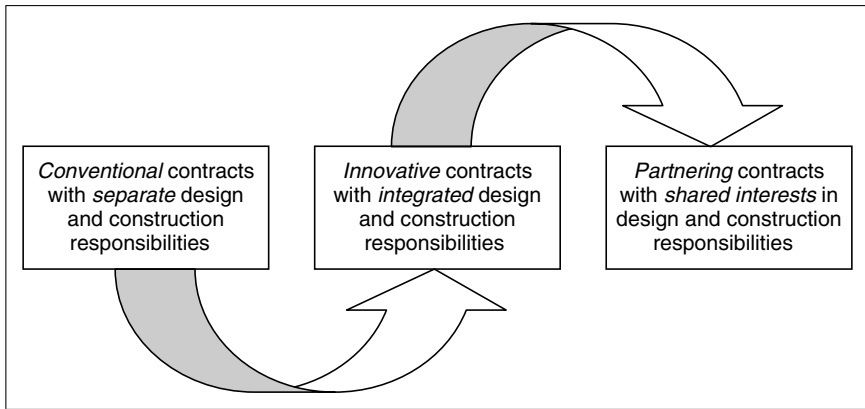 Conventional contracts
with separate design
and construction
responsibilities
Innovative contracts
with integrated design
and construction
responsibilities
Partnering contracts
with shared interests in
design and construction
responsibilities